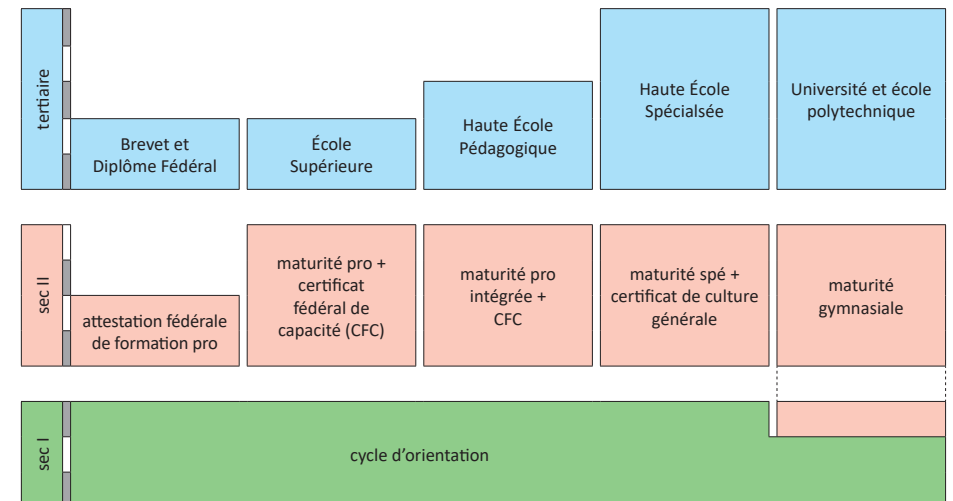 tertiaire
Brevet et
Diplôme Fédéral
École
Supérieure
Haute École
Pédagogique
Haute École
Spécialsée
Université et école
polytechnique
sec II
attestation fédérale
de formation pro
maturité pro +
certificat
fédéral de
capacité (CFC)
maturité pro
intégrée +
CFC
maturité spé +
certificat de culture
générale
maturité
gymnasiale
sec I
cycle d'orientation